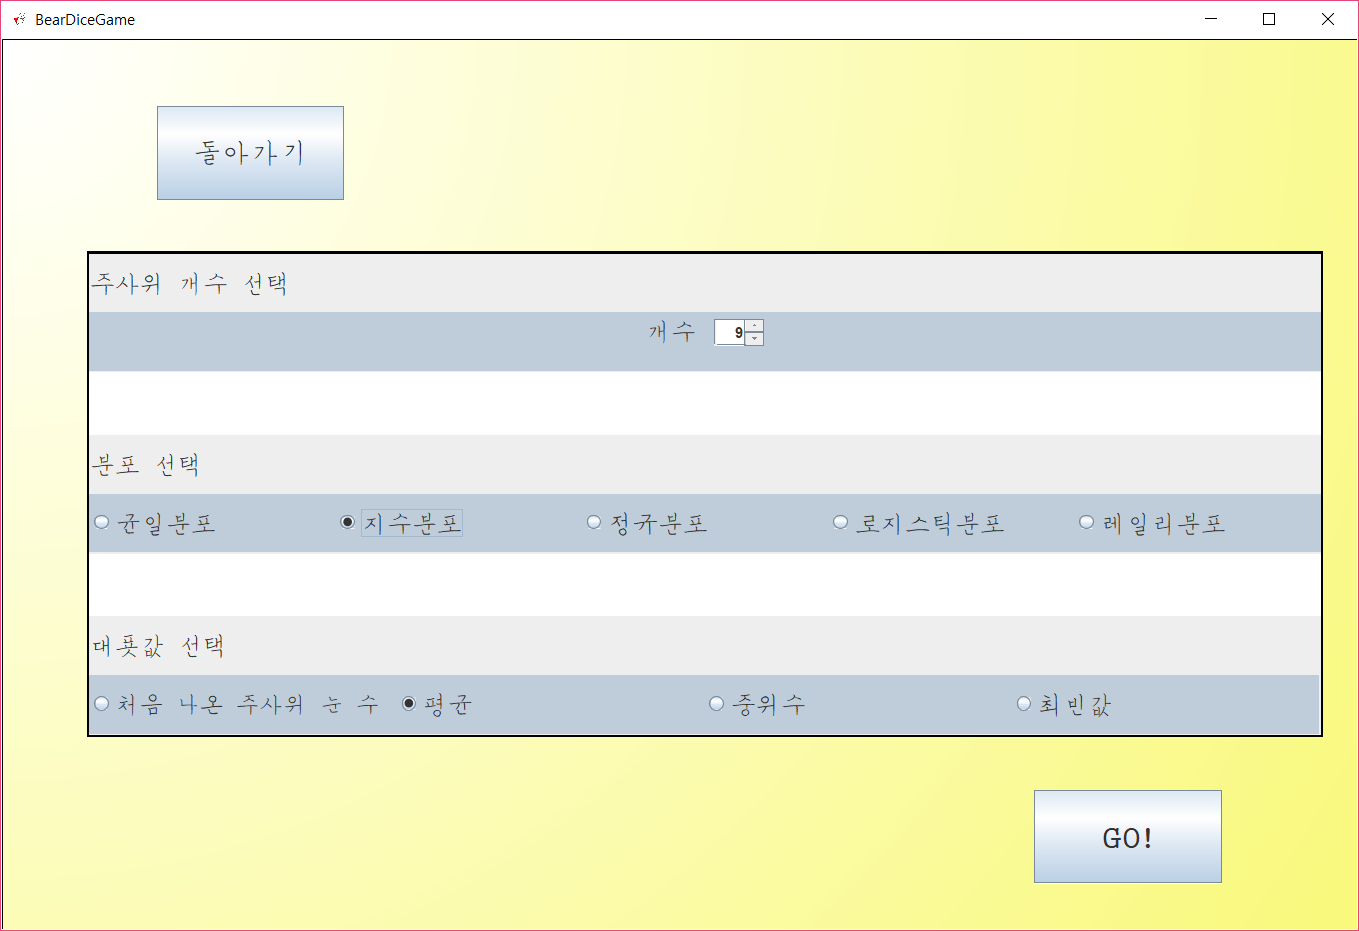 BearDiceGame
돌아가기
주사위 개수 선택
개수 9
분포 선택
균일분포 지수분포 정규분포 로지스틱분포 레일리분포
대푯값 선택
처음 나온 주사위 눈 수 평균 중위수 최빈값
GO!